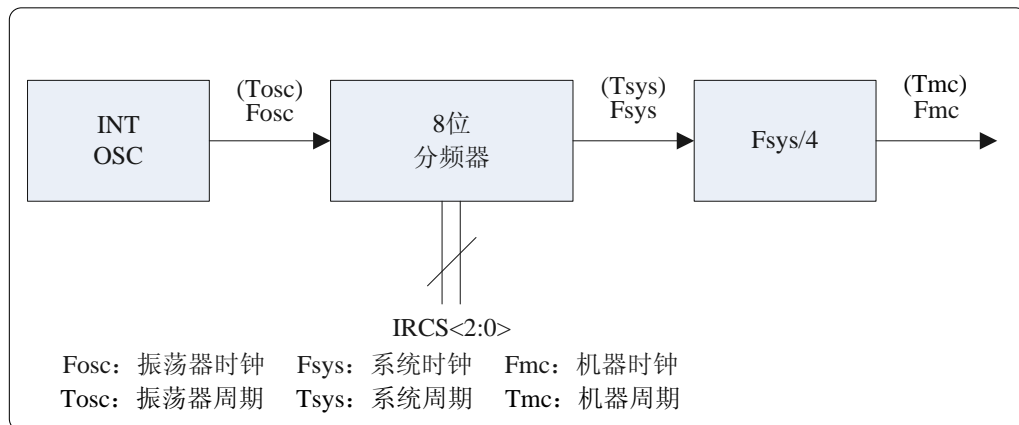 INT
OSC
(Tosc)
Fosc
8位
分频器
(Tsys)
Fsys
Fsys/4
(Tmc)
Fmc
IRCS<2:0>
Fosc：振荡器时钟 Fsys：系统时钟 Fmc：机器时钟
Tosc：振荡器周期 Tsys：系统周期 Tmc：机器周期